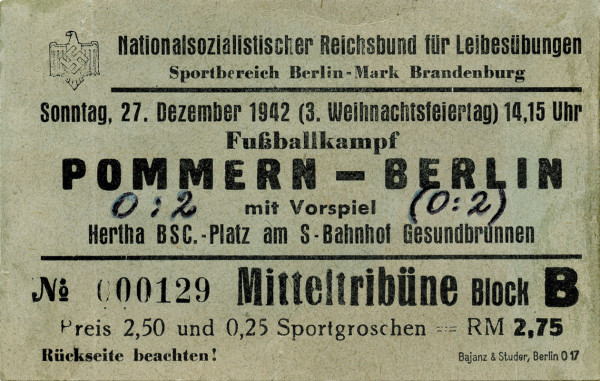 Nationalsozialistischer Reichsbund für Leibesübungen
Sportbereich Berlin-Mark Brandenburg
Sonntag, 27. Dezember 1942 (3. Weihnachtsfeiertag) 14,15 Uhr
Fußballkampf
POMMERN – BERLIN
0:2 mit Vorspiel (0:2)
Hertha BSC.-Platz am S-Bahnhof Gesundbrunnen
№ 000129 Mitteltribüne Block B
Preis 2,50 und 0,25 Sportgroschen = RM 2,75
Rückseite beachten! Bajanz & Studer, Berlin O 17